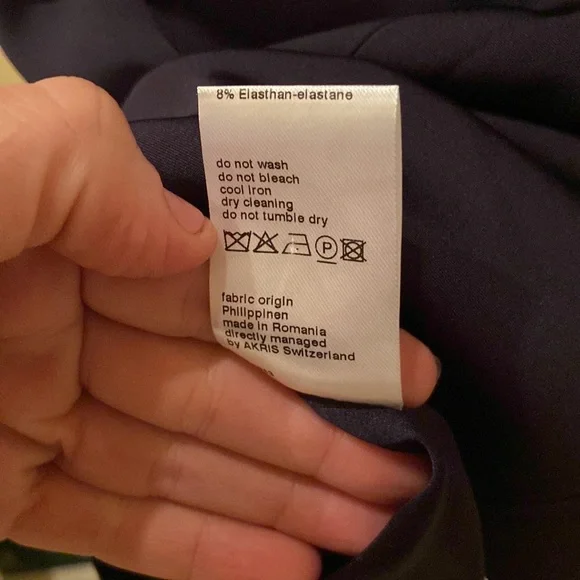 8% Elasthan-elastane
do not wash
do not bleach
cool iron
dry cleaning
do not tumble dry
P
fabric origin
Philippinen
made in Romania
directly managed
by AKRIS Switzerland